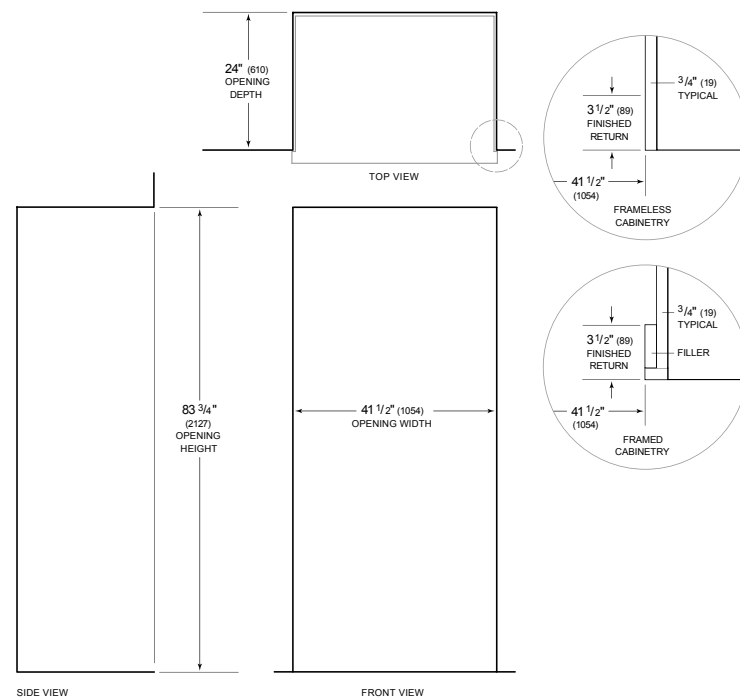 24" (610)
OPENING
DEPTH
TOP VIEW
3/4" (19)
TYPICAL
3 1/2" (89)
FINISHED
RETURN
41 1/2"
(1054)
FRAMELESS
CABINETRY
3/4" (19)
TYPICAL
3 1/2" (89)
FINISHED
RETURN
FILLER
41 1/2"
(1054)
FRAMED
CABINETRY
83 3/4"
(2127)
OPENING
HEIGHT
41 1/2" (1054)
OPENING WIDTH
SIDE VIEW
FRONT VIEW